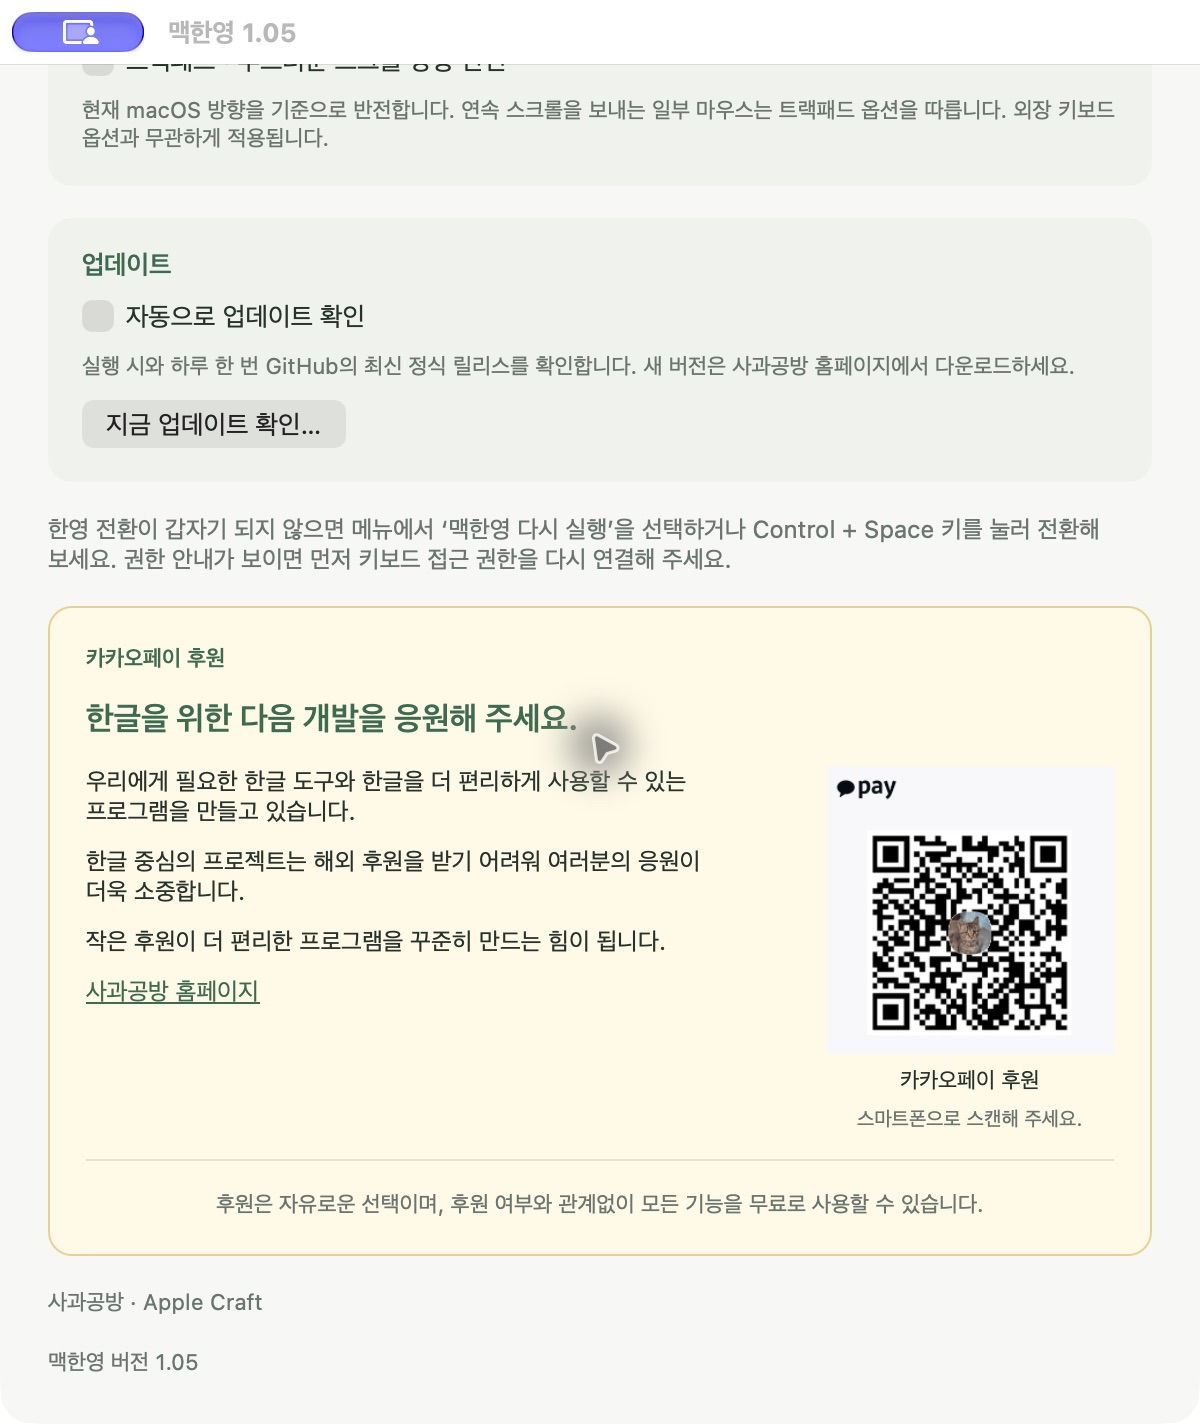 맥한영 1.05
현재 macOS 방향을 기준으로 반전합니다. 연속 스크롤을 보내는 일부 마우스는 트랙패드 옵션을 따릅니다. 외장 키보드
옵션과 무관하게 적용됩니다.
업데이트
자동으로 업데이트 확인
실행 시와 하루 한 번 GitHub의 최신 정식 릴리스를 확인합니다. 새 버전은 사과공방 홈페이지에서 다운로드하세요.
지금 업데이트 확인...
한영 전환이 갑자기 되지 않으면 메뉴에서 ‘맥한영 다시 실행’을 선택하거나 Control + Space 키를 눌러 전환해
보세요. 권한 안내가 보이면 먼저 키보드 접근 권한을 다시 연결해 주세요.
카카오페이 후원
한글을 위한 다음 개발을 응원해 주세요.
우리에게 필요한 한글 도구와 한글을 더 편리하게 사용할 수 있는
프로그램을 만들고 있습니다.
한글 중심의 프로젝트는 해외 후원을 받기 어려워 여러분의 응원이
더욱 소중합니다.
작은 후원이 더 편리한 프로그램을 꾸준히 만드는 힘이 됩니다.
사과공방 홈페이지
pay
카카오페이 후원
스마트폰으로 스캔해 주세요.
후원은 자유로운 선택이며, 후원 여부와 관계없이 모든 기능을 무료로 사용할 수 있습니다.
사과공방 · Apple Craft
맥한영 버전 1.05